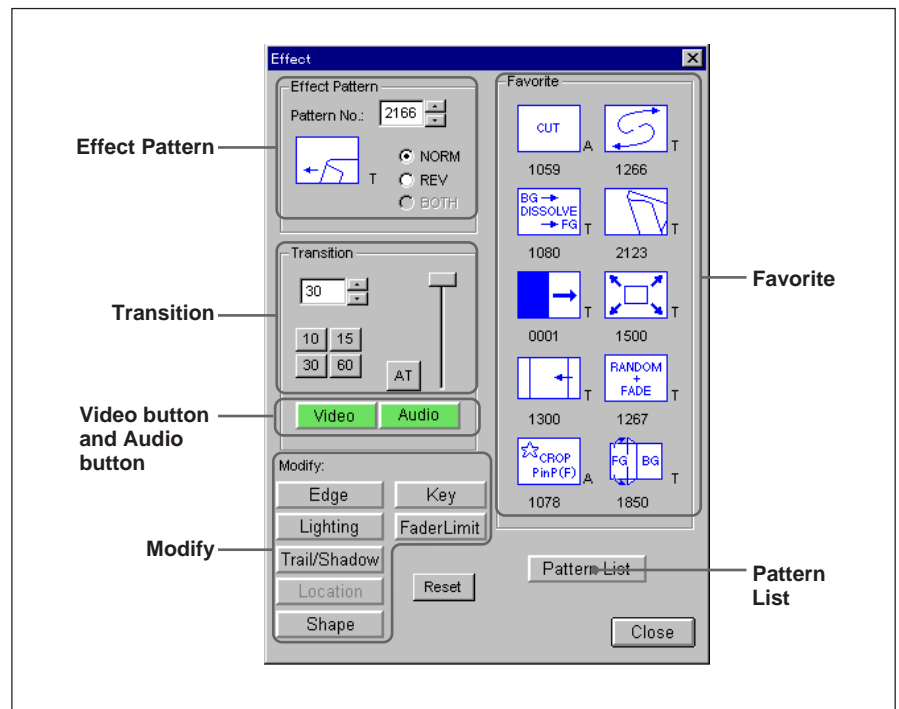 Effect
Effect Pattern
Pattern No.: 2166
T
NORM
REV
BOTH
Effect Pattern
Transition
30
10 15
30 60
AT
Transition
Video Audio
Video button
and Audio
button
Modify:
Edge Key
Lighting FaderLimit
Trail/Shadow
Location
Shape
Reset
Modify
Favorite
CUT A T
1059 1266
BG
DISSOLVE
FG T T
1080 2123
T T
0001 1500
RANDOM
+
FADE
T T
1300 1267
CROP
PinP(F) A
FG BG T
1078 1850
Favorite
Pattern List
Pattern
List
Close